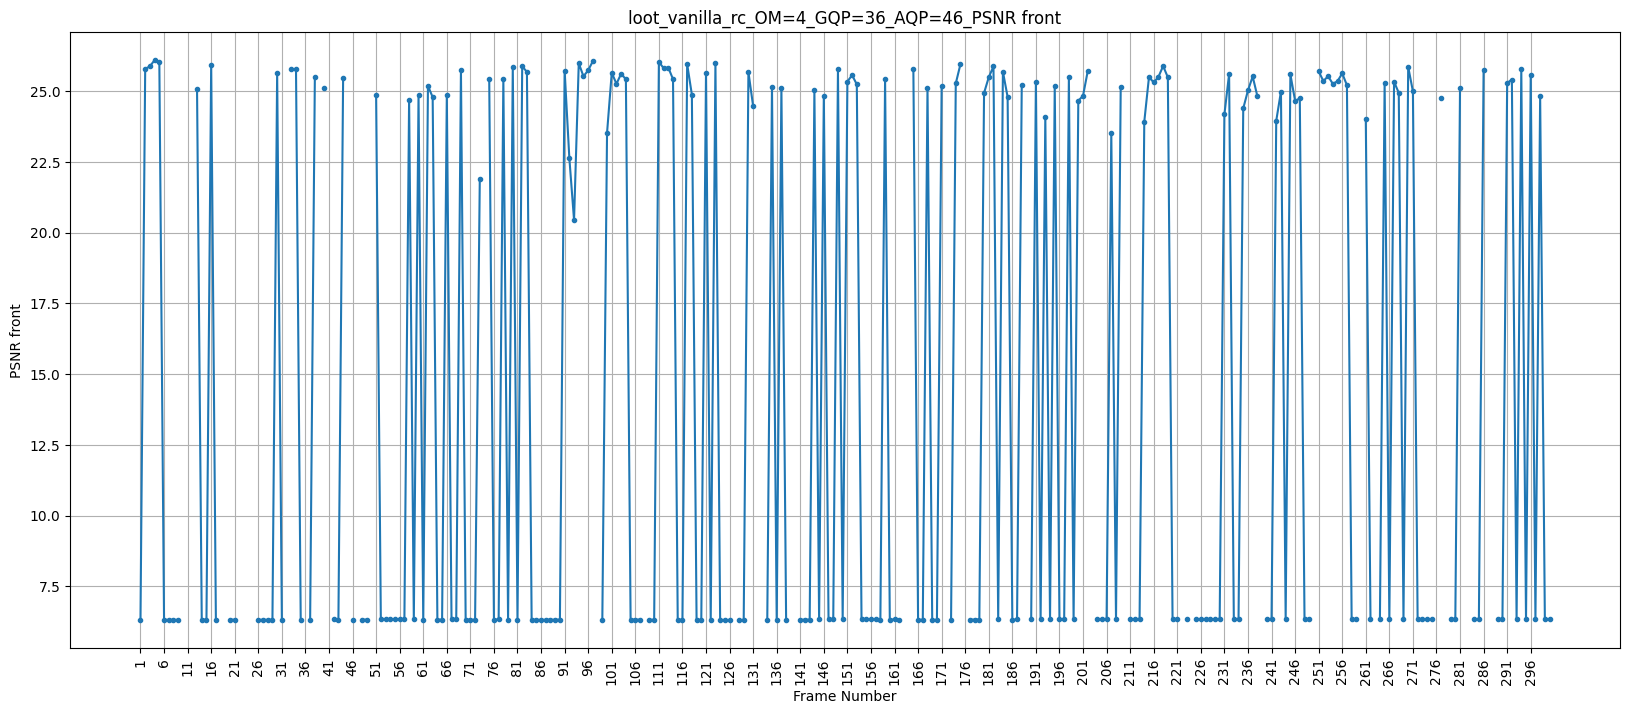 loot_vanilla_rc_OM=4_GQP=36_AQP=46_PSNR front
PSNR front
25.0
22.5
20.0
17.5
15.0
12.5
10.0
7.5
1 6 11 16 21 26 31 36 41 46 51 56 61 66 71 76 81 86 91 96 101 106 111 116 121 126 131 136 141 146 151 156 161 166 171 176 181 186 191 196 201 206 211 216 221 226 231 236 241 246 251 256 261 266 271 276 281 286 291 296
Frame Number